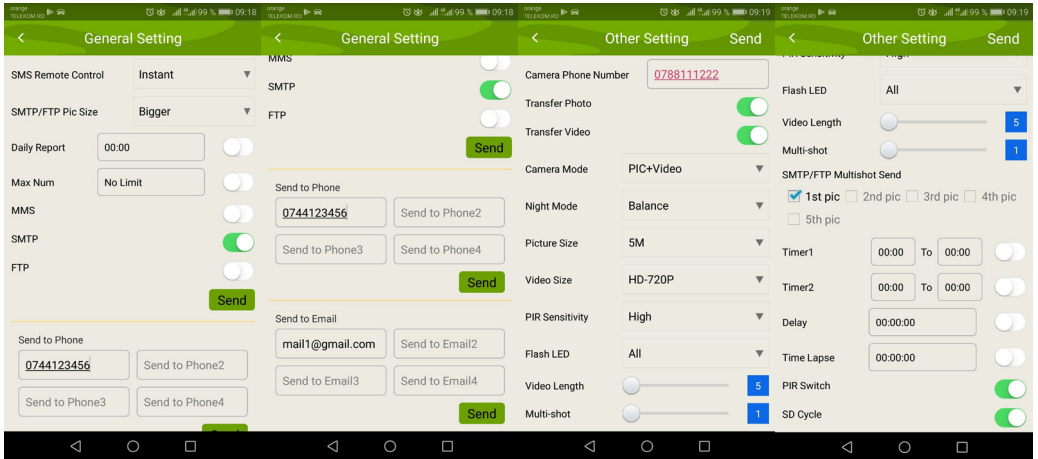 orange
TELEKOM.RO
99 % 09:18
General Setting
SMS Remote Control Instant
SMTP/FTP Pic Size Bigger
Daily Report 00:00
Max Num No Limit
MMS
SMTP
FTP
Send
Send to Phone
0744123456 Send to Phone2
Send to Phone3 Send to Phone4
Send
orange
TELEKOM.RO
99 % 09:18
General Setting
MMS
SMTP
FTP
Send
Send to Phone
0744123456 Send to Phone2
Send to Phone3 Send to Phone4
Send
Send to Email
mail1@gmail.com Send to Email2
Send to Email3 Send to Email4
Send
orange
TELEKOM.RO
99 % 09:19
Other Setting Send
Camera Phone Number 0788111222
Transfer Photo
Transfer Video
Camera Mode PIC+Video
Night Mode Balance
Picture Size 5M
Video Size HD-720P
PIR Sensitivity High
Flash LED All
Video Length 5
Multi-shot 1
orange
TELEKOM.RO
99 % 09:19
Other Setting Send
PIR Sensitivity High
Flash LED All
Video Length 5
Multi-shot 1
SMTP/FTP Multishot Send
1st pic 2nd pic 3rd pic 4th pic
5th pic
Timer1 00:00 To 00:00
Timer2 00:00 To 00:00
Delay 00:00:00
Time Lapse 00:00:00
PIR Switch
SD Cycle